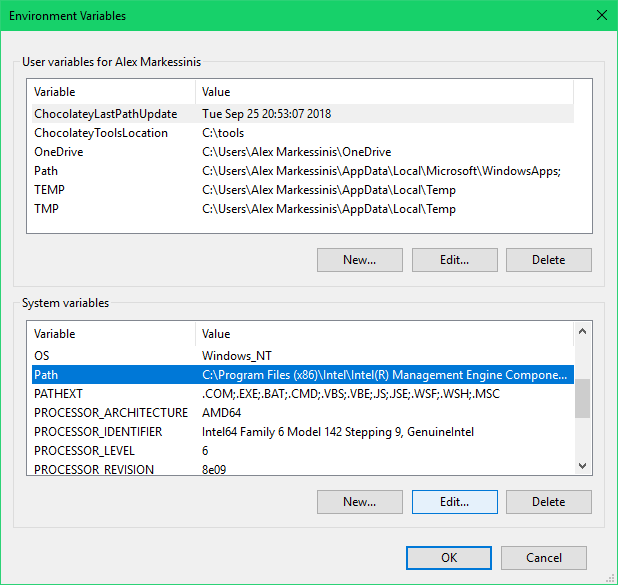 Environment Variables
User variables for Alex Markessinis
Variable Value
ChocolateyLastPathUpdate Tue Sep 25 20:53:07 2018
ChocolateyToolsLocation C:\tools
OneDrive C:\Users\Alex Markessinis\OneDrive
Path C:\Users\Alex Markessinis\AppData\Local\Microsoft\WindowsApps;
TEMP C:\Users\Alex Markessinis\AppData\Local\Temp
TMP C:\Users\Alex Markessinis\AppData\Local\Temp
New... Edit... Delete
System variables
Variable Value
OS Windows_NT
Path C:\Program Files (x86)\Intel\Intel(R) Management Engine Compone...
PATHEXT .COM;.EXE;.BAT;.CMD;.VBS;.VBE;.JS;.JSE;.WSF;.WSH;.MSC
PROCESSOR_ARCHITECTURE AMD64
PROCESSOR_IDENTIFIER Intel64 Family 6 Model 142 Stepping 9, GenuineIntel
PROCESSOR_LEVEL 6
PROCESSOR_REVISION 8e09
New... Edit... Delete
OK Cancel